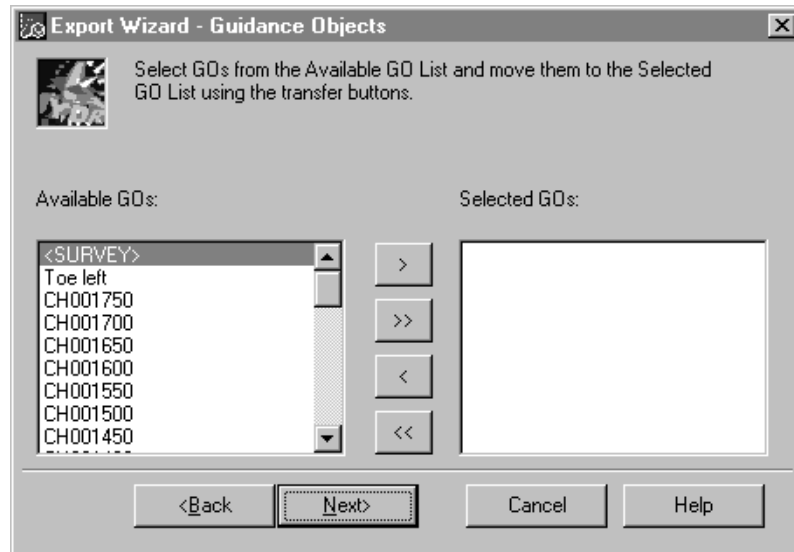 Export Wizard - Guidance Objects
Select GOs from the Available GO List and move them to the Selected
GO List using the transfer buttons.
Available GOs:
Selected GOs:
<SURVEY>
Toe left
CH001750
CH001700
CH001650
CH001600
CH001550
CH001500
CH001450
>
>>
<
<<
<Back
Next>
Cancel
Help